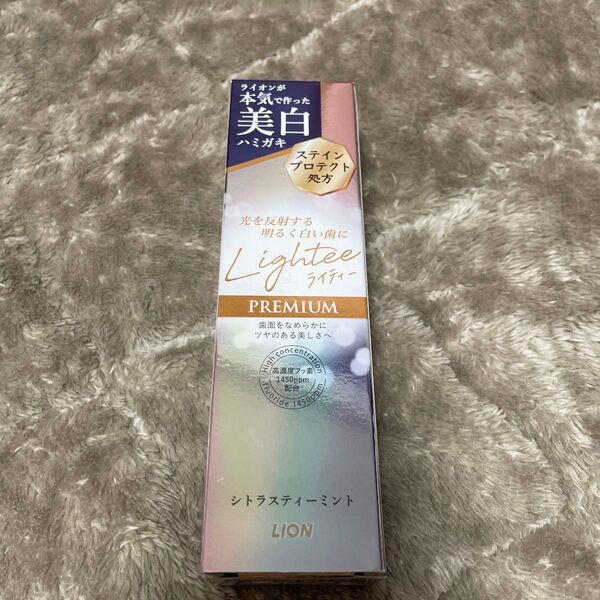 ライオンが
本気で作った
美白
ハミガキ
ステイン
プロテクト
処方
光を反射する
明るく白い歯に
Lightee
ライティー
PREMIUM
歯面をなめらかに
ツヤのある美しさへ
High concentration
高濃度フッ素
1450ppm
配合
fluoride 1450ppm
シトラスティーミント
LION